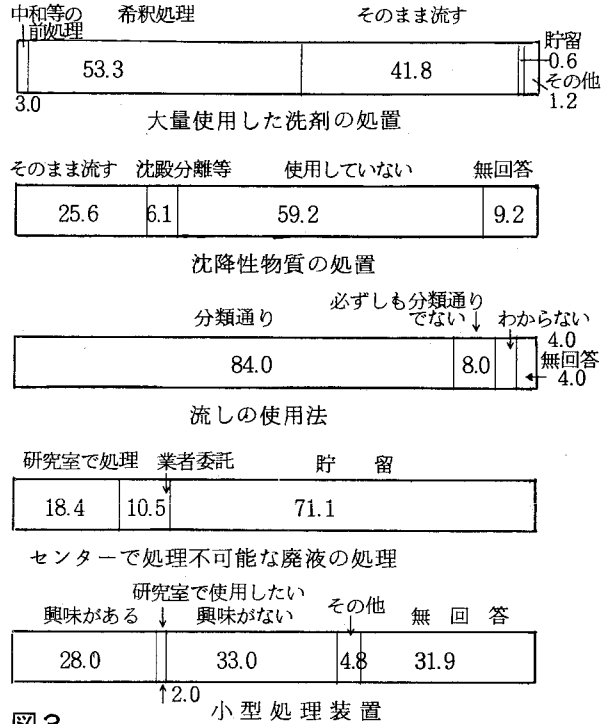 中和等の 希釈処理 そのまま流す
前処理 貯留
53.3 41.8 0.6
その他
3.0 1.2
大量使用した洗剤の処置
そのまま流す 沈殿分離等 使用していない 無回答
25.6 6.1 59.2 9.2
沈降性物質の処置
必ずしも分類通り
分類通り でない↓ わからない
4.0
84.0 8.0 無回答
← 4.0
流しの使用法
研究室で処理 業者委託 貯留
18.4 10.5 71.1
センターで処理不可能な廃液の処理
研究室で使用したい
興味がある 興味がない その他 無回答
28.0 33.0 4.8 31.9
↑2.0
小型処理装置
図3